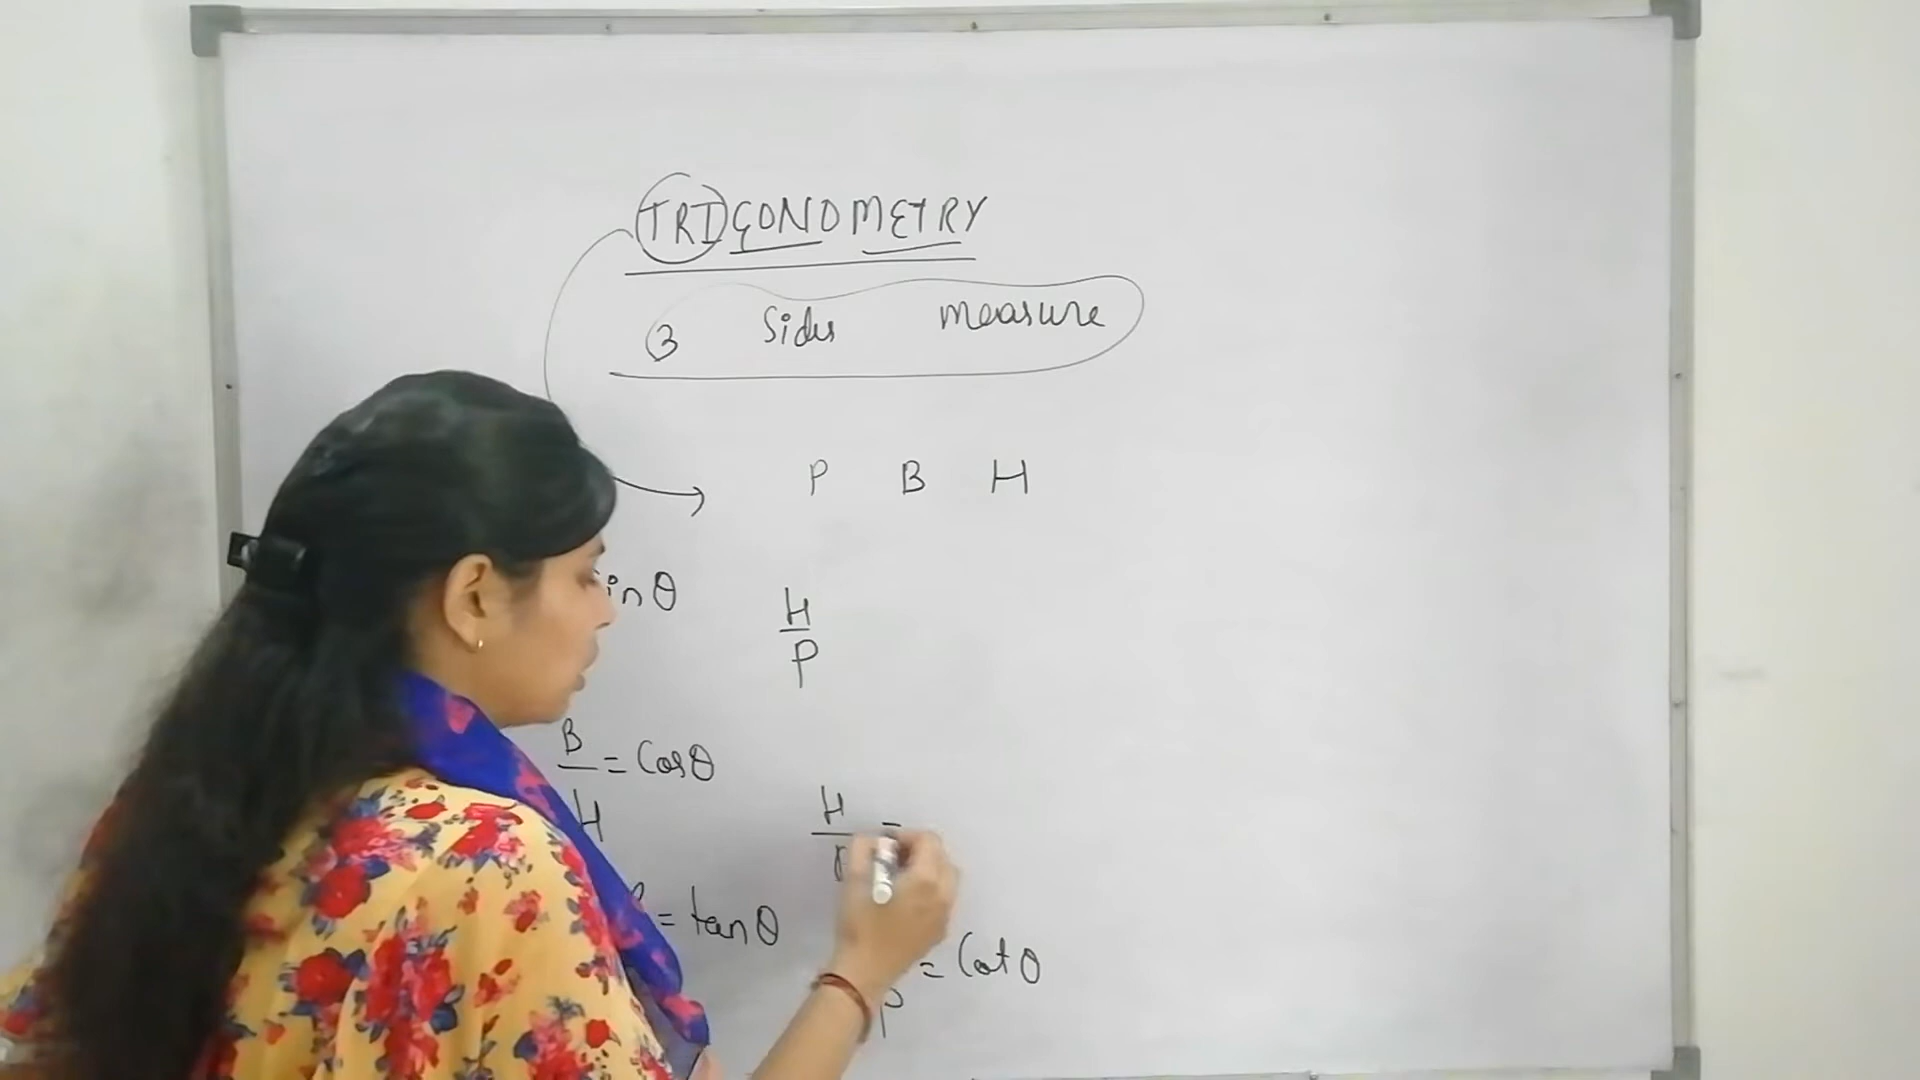 TRIGONOMETRY
3 Sides measure
P B H
in θ H/P
B/H = Cos θ
H =
= tan θ
P = Cot θ